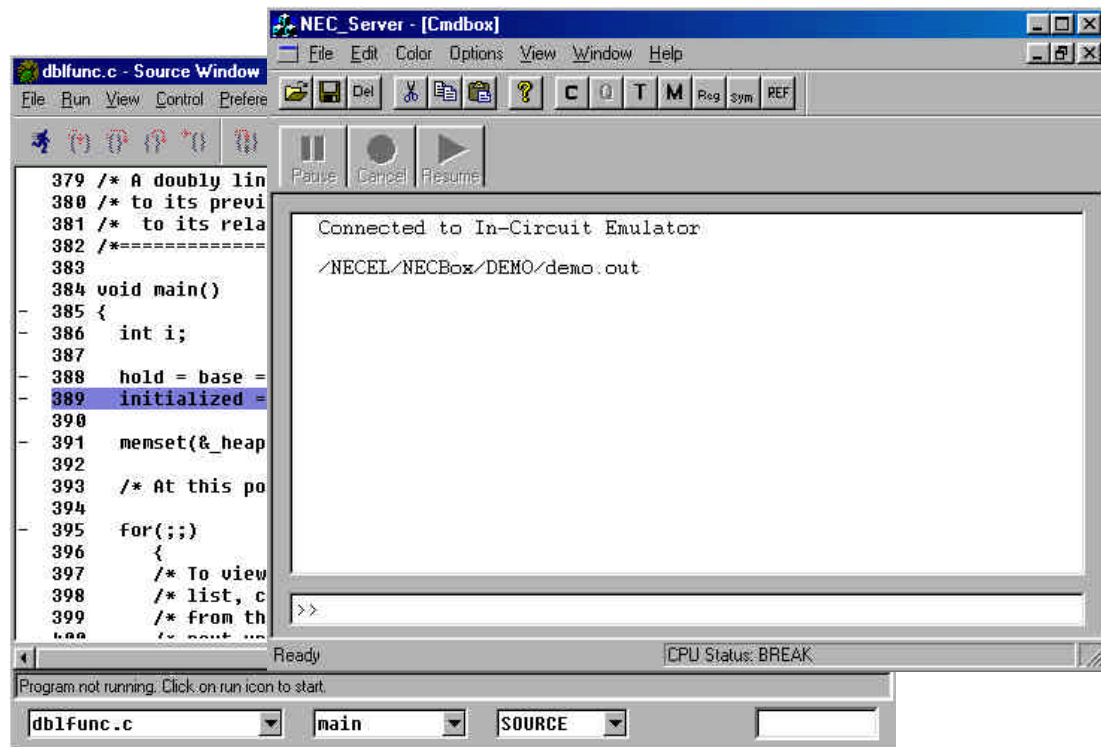 NEC_Server - [Cmdbox]
File Edit Color Options View Window Help
Del C Q T M Reg sym REF
Pause Cancel Resume
Connected to In-Circuit Emulator
/NECEL/NECBox/DEMO/demo.out
>>
Ready CPU Status: BREAK
dblfunc.c - Source Window
File Run View Control Prefere
379 /* A doubly lin
380 /* to its previ
381 /* to its rela
382 /*=============
383
384 void main()
385 {
386 int i;
387
388 hold = base =
389 initialized =
390
391 memset(&_heap
392
393 /* At this po
394
395 for(;;)
396 {
397 /* To view
398 /* list, c
399 /* from th
Program not running. Click on run icon to start.
dblfunc.c main SOURCE